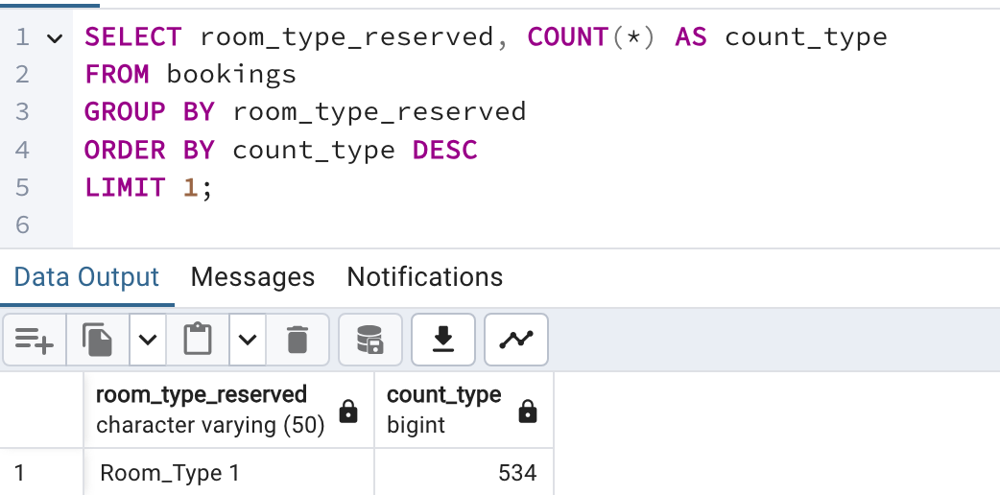 1 SELECT room_type_reserved, COUNT(*) AS count_type
2 FROM bookings
3 GROUP BY room_type_reserved
4 ORDER BY count_type DESC
5 LIMIT 1;
6
Data Output Messages Notifications
room_type_reserved count_type
character varying (50) bigint
1 Room_Type 1 534